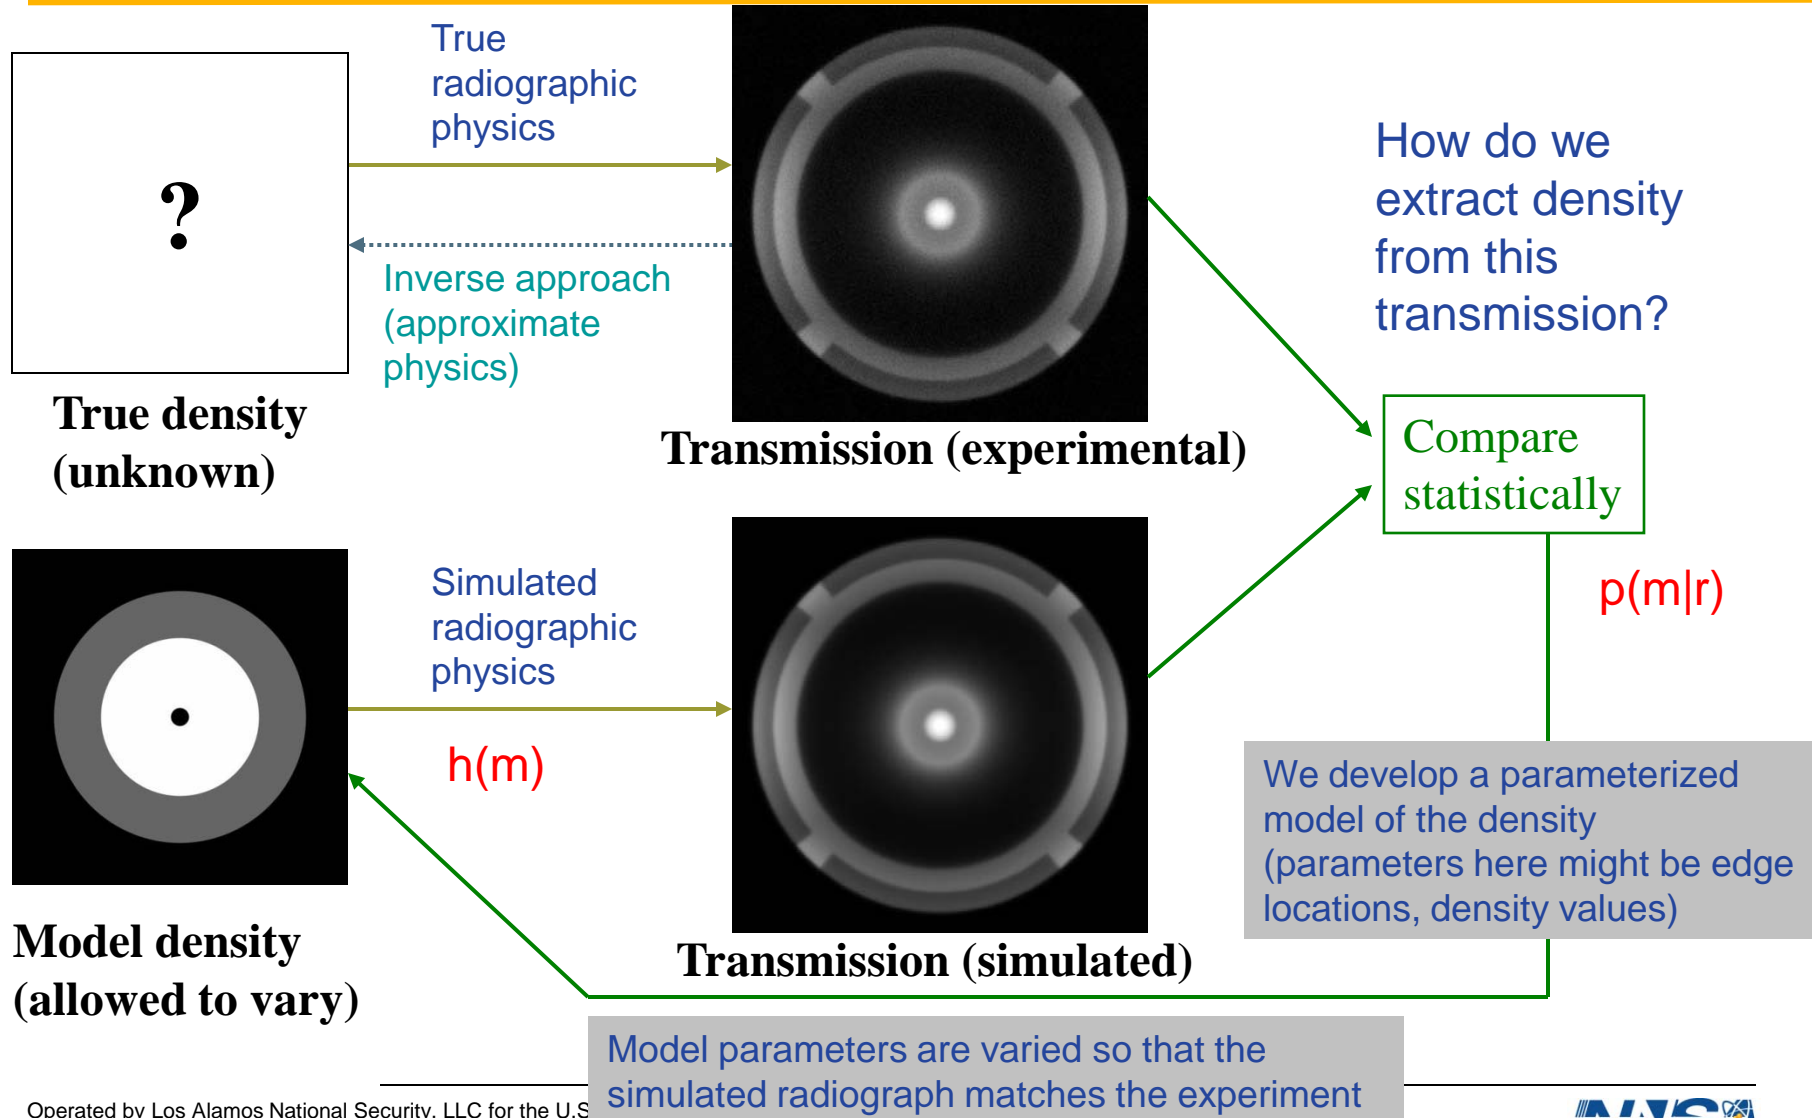 True
radiographic
physics
?
Inverse approach
(approximate
physics)
True density
(unknown)
Transmission (experimental)
How do we
extract density
from this
transmission?
Compare
statistically
p(m|r)
Simulated
radiographic
physics
h(m)
We develop a parameterized
model of the density
(parameters here might be edge
locations, density values)
Model density
(allowed to vary)
Transmission (simulated)
Model parameters are varied so that the
simulated radiograph matches the experiment
Operated by Los Alamos National Security, LLC for the U.S